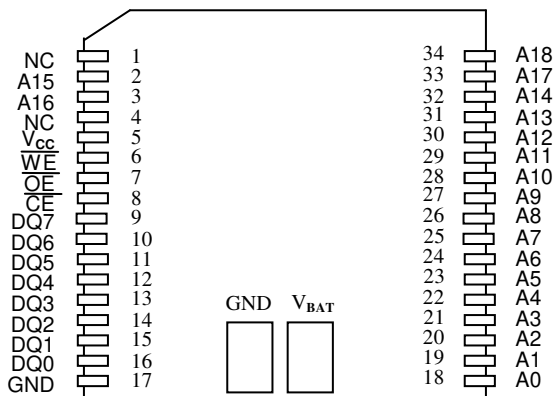 NC 1 34 A18
A15 2 33 A17
A16 3 32 A14
NC 4 31 A13
VCC 5 30 A12
WE 6 29 A11
OE 7 28 A10
CE 8 27 A9
DQ7 9 26 A8
DQ6 10 25 A7
DQ5 11 24 A6
DQ4 12 23 A5
DQ3 13 22 A4
DQ2 14 21 A3
DQ1 15 20 A2
DQ0 16 19 A1
GND 17 18 A0
GND VBAT